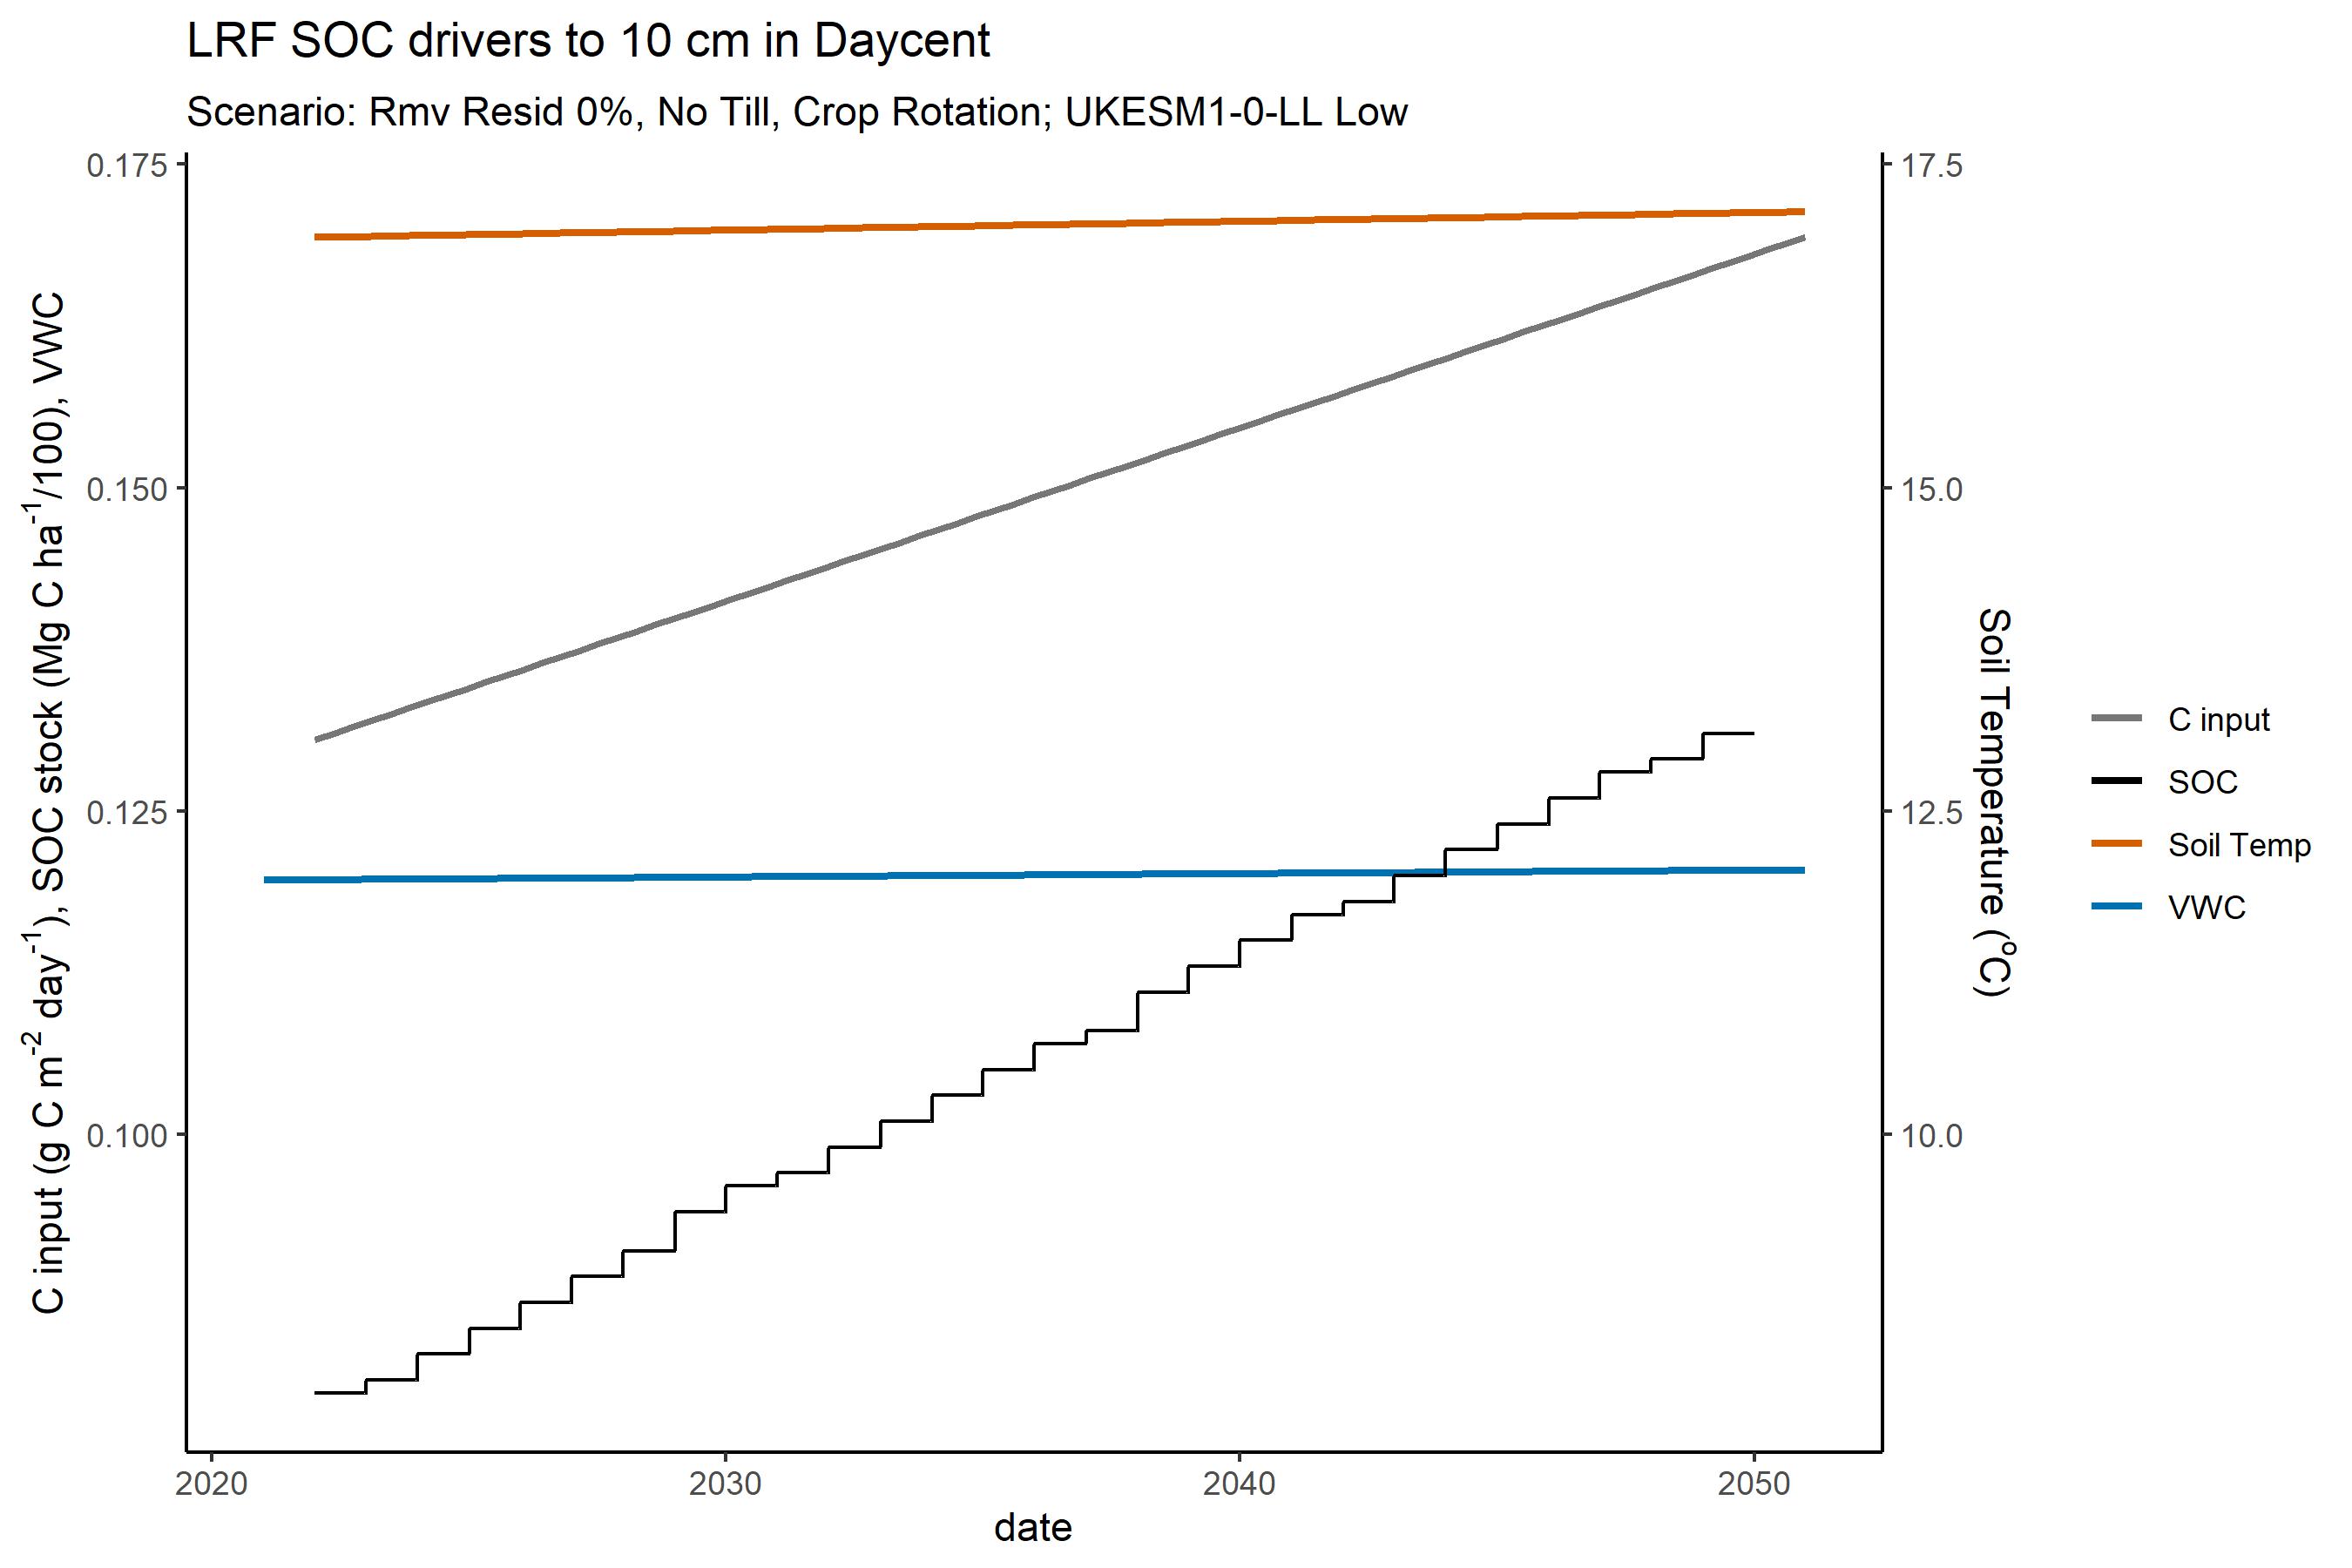 LRF SOC drivers to 10 cm in Daycent
Scenario: Rmv Resid 0%, No Till, Crop Rotation; UKESM1-0-LL Low
C input (g C m⁻² day⁻¹), SOC stock (Mg C ha⁻¹/100), VWC
0.175
0.150
0.125
0.100
17.5
15.0
12.5
10.0
Soil Temperature (ºC)
C input
SOC
Soil Temp
VWC
2020
2030
2040
2050
date